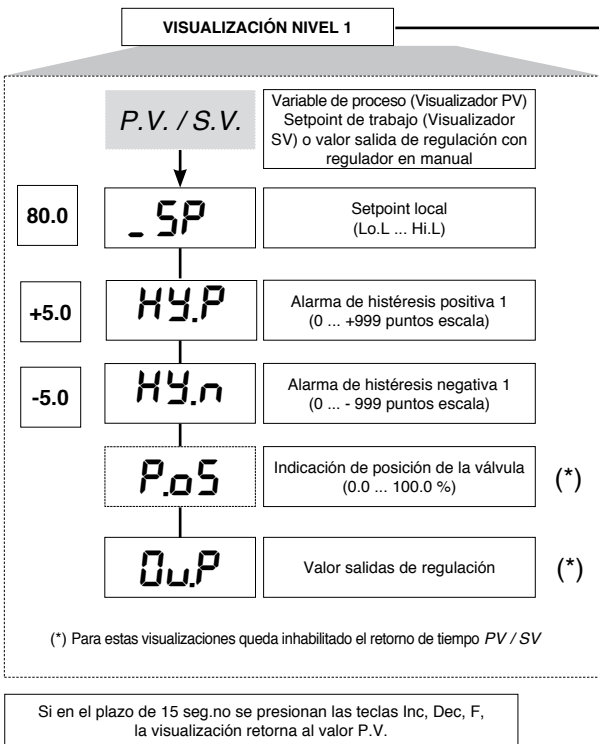 VISUALIZACIÓN NIVEL 1
P.V. / S.V.
Variable de proceso (Visualizador PV)
Setpoint de trabajo (Visualizador
SV) o valor salida de regulación con
regulador en manual
80.0
_ SP
Setpoint local
(Lo.L ... Hi.L)
+5.0
HY.P
Alarma de histéresis positiva 1
(0 ... +999 puntos escala)
-5.0
HY.n
Alarma de histéresis negativa 1
(0 ... - 999 puntos escala)
P.oS
Indicación de posición de la válvula
(0.0 ... 100.0 %)
(*)
Ou.P
Valor salidas de regulación
(*)
(*) Para estas visualizaciones queda inhabilitado el retorno de tiempo PV / SV
Si en el plazo de 15 seg.no se presionan las teclas Inc, Dec, F,
la visualización retorna al valor P.V.